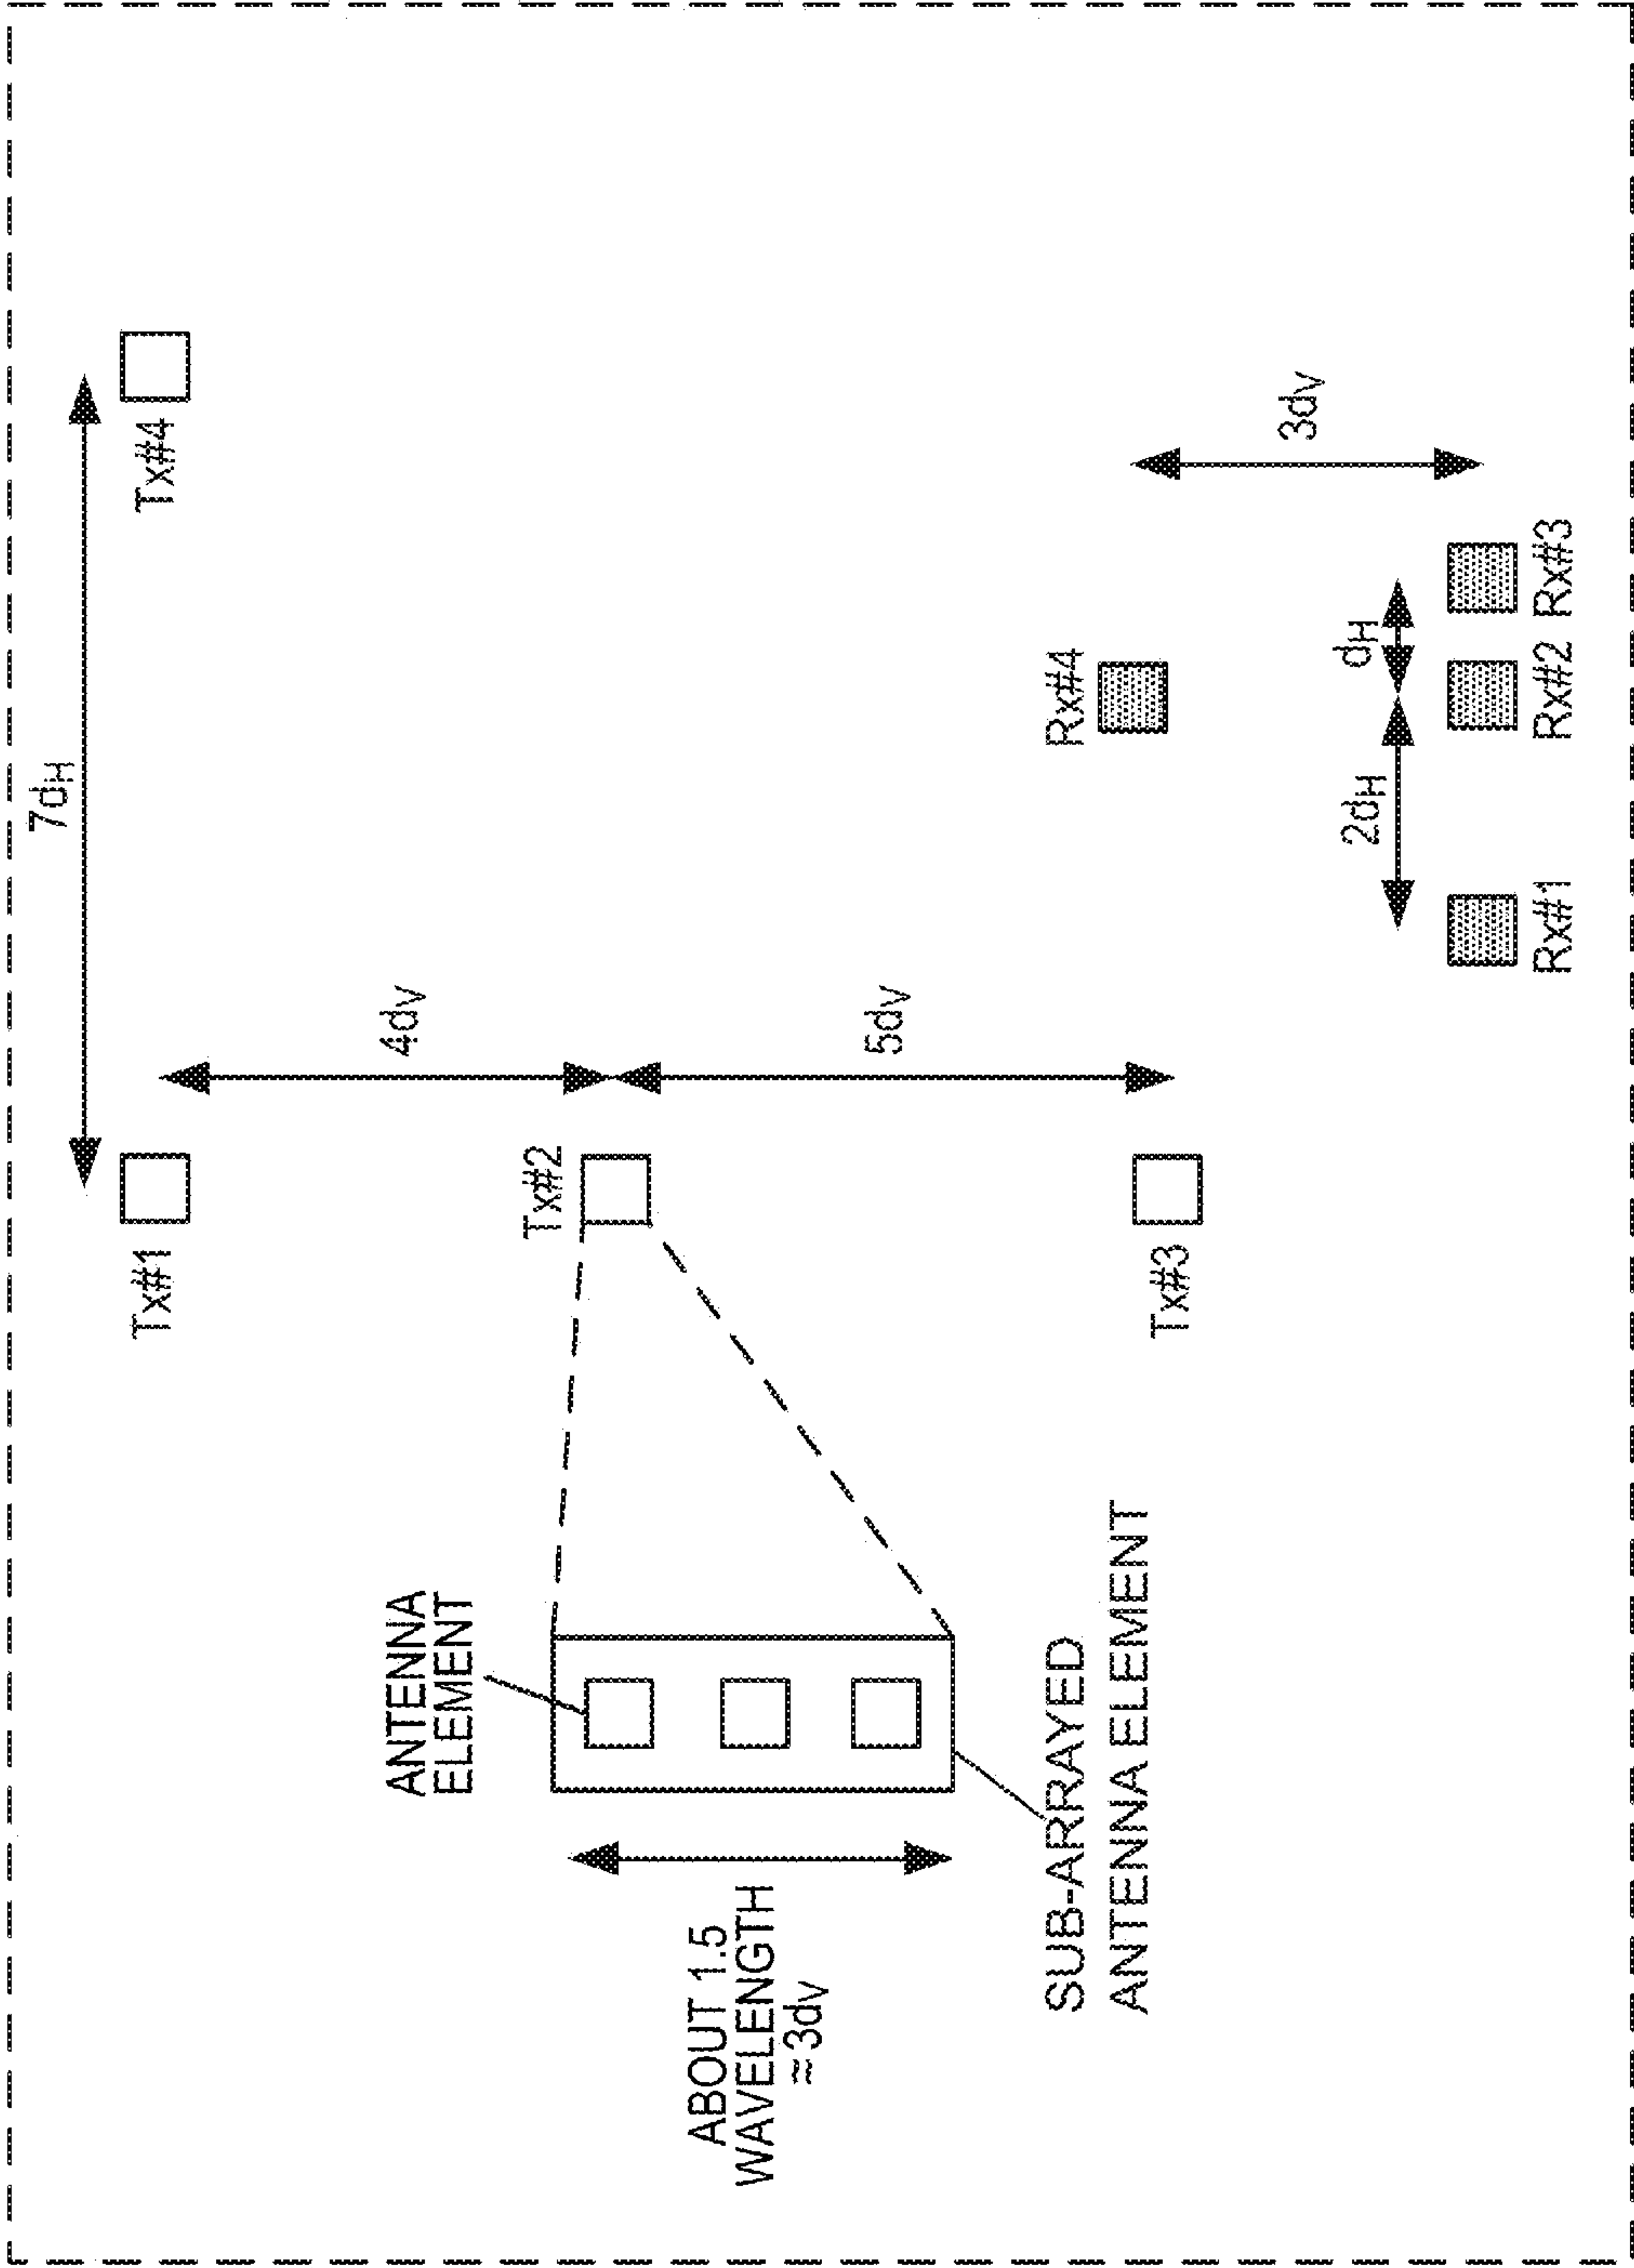 7dH
Tx#1
Tx#4
4dV
5dV
Tx#2
Tx#3
ANTENNA
ELEMENT
ABOUT 1.5
WAVELENGTH
≈3dV
SUB-ARRAYED
ANTENNA ELEMENT
Rx#4
3dV
2dH
dH
Rx#1
Rx#2
Rx#3